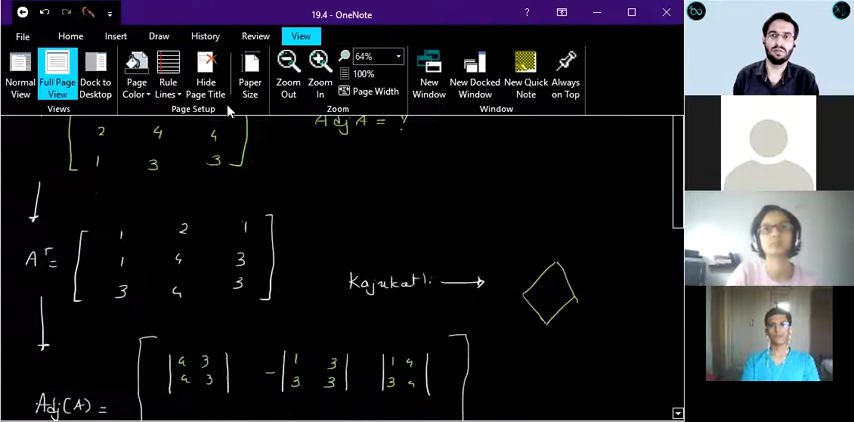 19.4 - OneNote
File Home Insert Draw History Review View
Normal View
Full Page View
Dock to Desktop
Views
Page Color
Rule Lines
Hide Page Title
Paper Size
Page Setup
Zoom Out
Zoom In
64%
100%
Page Width
Zoom
New Window
New Docked Window
New Quick Note
Always on Top
Window
Adj A = ?
2 4 4
1 3 3
1 2 1
Aᵀ = 1 4 3
3 4 3
Kajukatli →
4 3 - 1 3 1 4
4 3 3 3 3 4
Adj(A) =